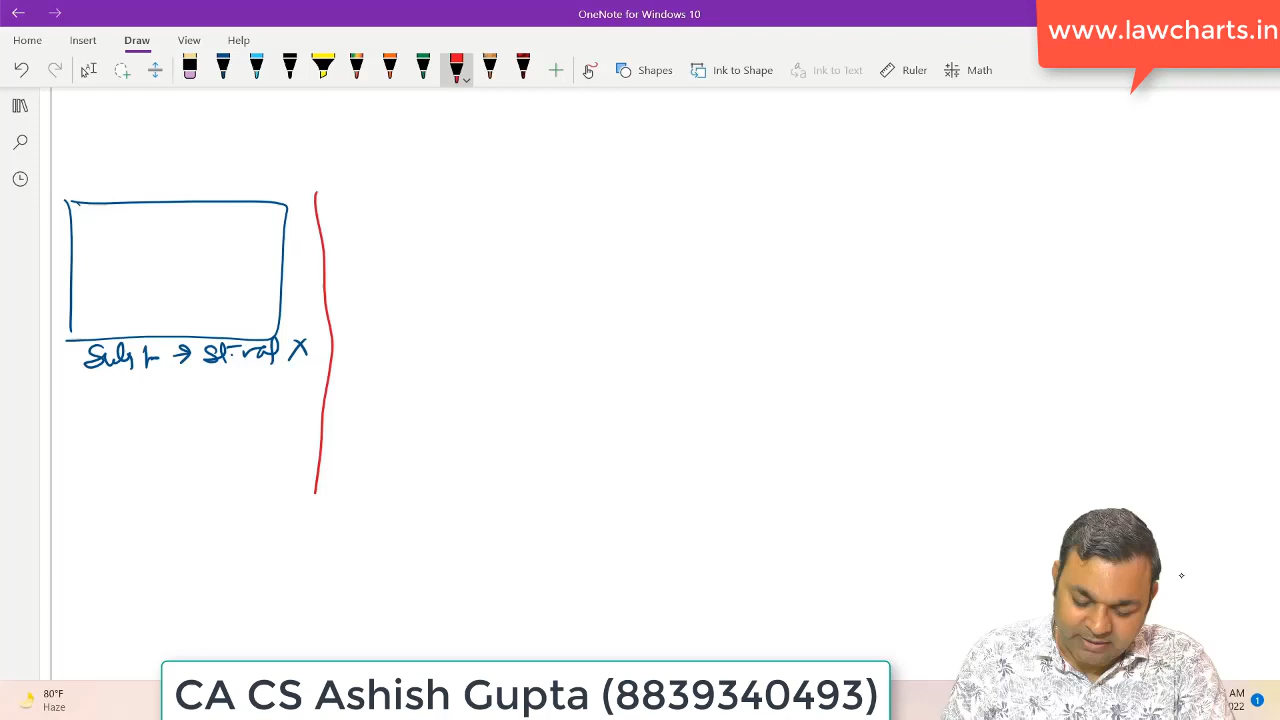 OneNote for Windows 10
www.lawcharts.in
Home Insert Draw View Help
Shapes Ink to Shape Ink to Text Ruler Math
→ St. val X
CA CS Ashish Gupta (8839340493)
80°F
Haze
AM
022
1